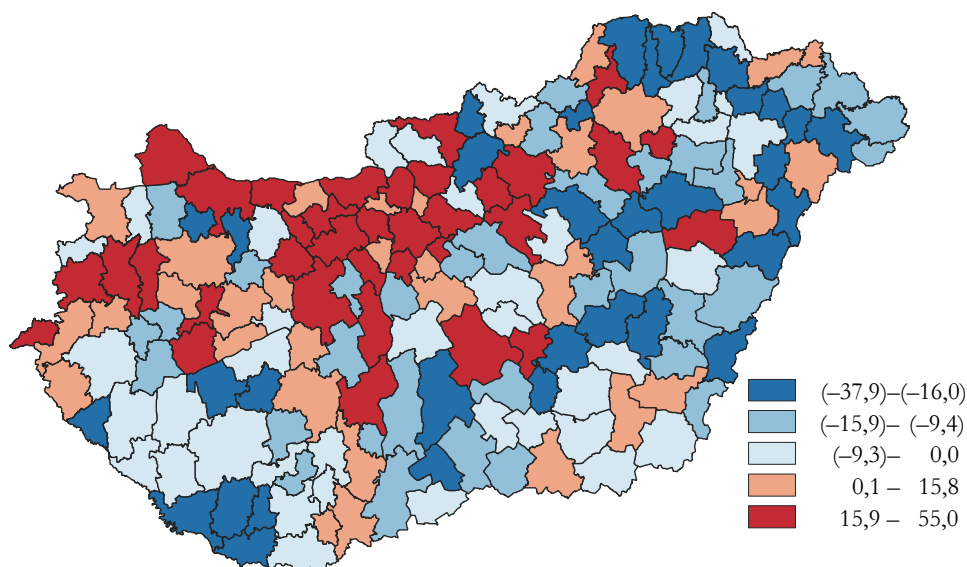 (–37,9)–(–16,0)
(–15,9)– (–9,4)
(–9,3)– 0,0
0,1 – 15,8
15,9 – 55,0